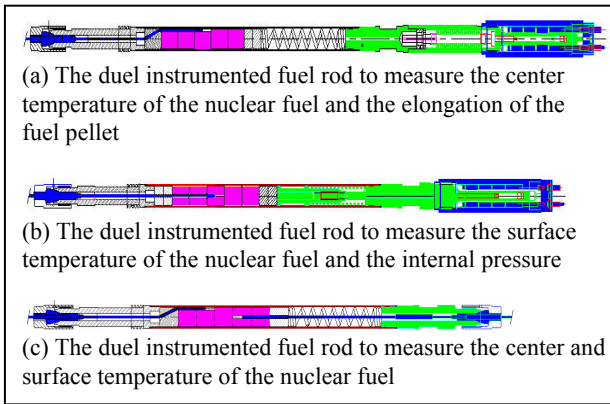 (a) The duel instrumented fuel rod to measure the center
temperature of the nuclear fuel and the elongation of the
fuel pellet
(b) The duel instrumented fuel rod to measure the surface
temperature of the nuclear fuel and the internal pressure
(c) The duel instrumented fuel rod to measure the center and
surface temperature of the nuclear fuel